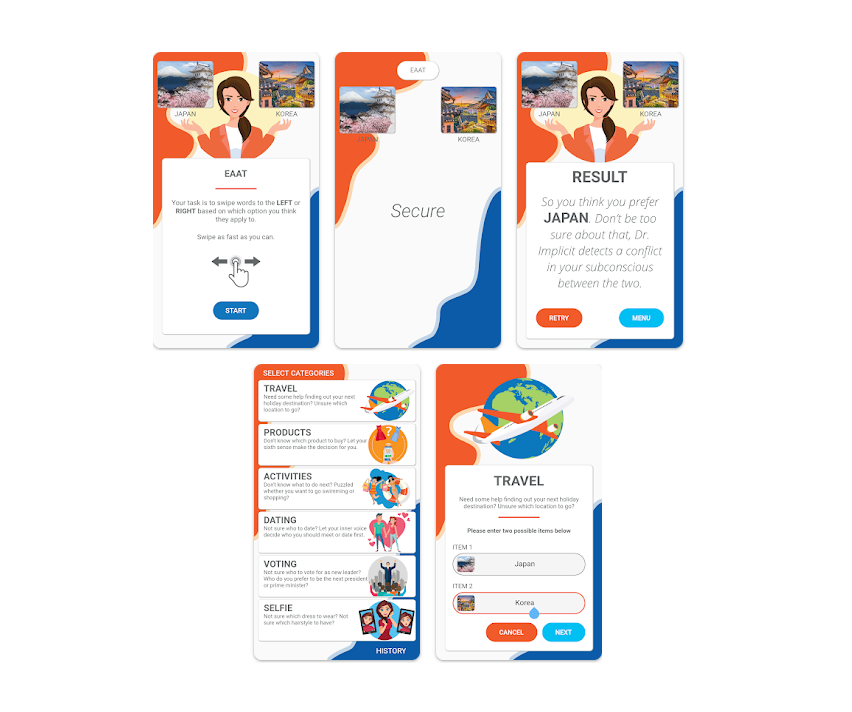 JAPAN
KOREA
EAAT
Your task is to swipe words to the LEFT or
RIGHT based on which option you think
they apply to.
Swipe as fast as you can.
START
EAAT
JAPAN
KOREA
Secure
JAPAN
KOREA
RESULT
So you think you prefer
JAPAN. Don't be too
sure about that, Dr.
Implicit detects a conflict
in your subconscious
between the two.
RETRY
MENU
SELECT CATEGORIES
TRAVEL
Need some help finding out your next
holiday destination? Unsure which
location to go?
PRODUCTS
Don't know which product to buy? Let your
sixth sense make the decision for you.
ACTIVITIES
Don't know what to do next? Puzzled
whether you want to go swimming or
shopping?
DATING
Not sure who to date? Let your inner voice
decide who you should meet or date first.
VOTING
Not sure who to vote for as new leader?
Who do you prefer to be the next president
or prime minister?
SELFIE
Not sure which dress to wear? Not
sure which hairstyle to have?
HISTORY
TRAVEL
Need some help finding out your next holiday
destination? Unsure which location to go?
Please enter two possible items below
ITEM 1
Japan
ITEM 2
Korea
CANCEL
NEXT